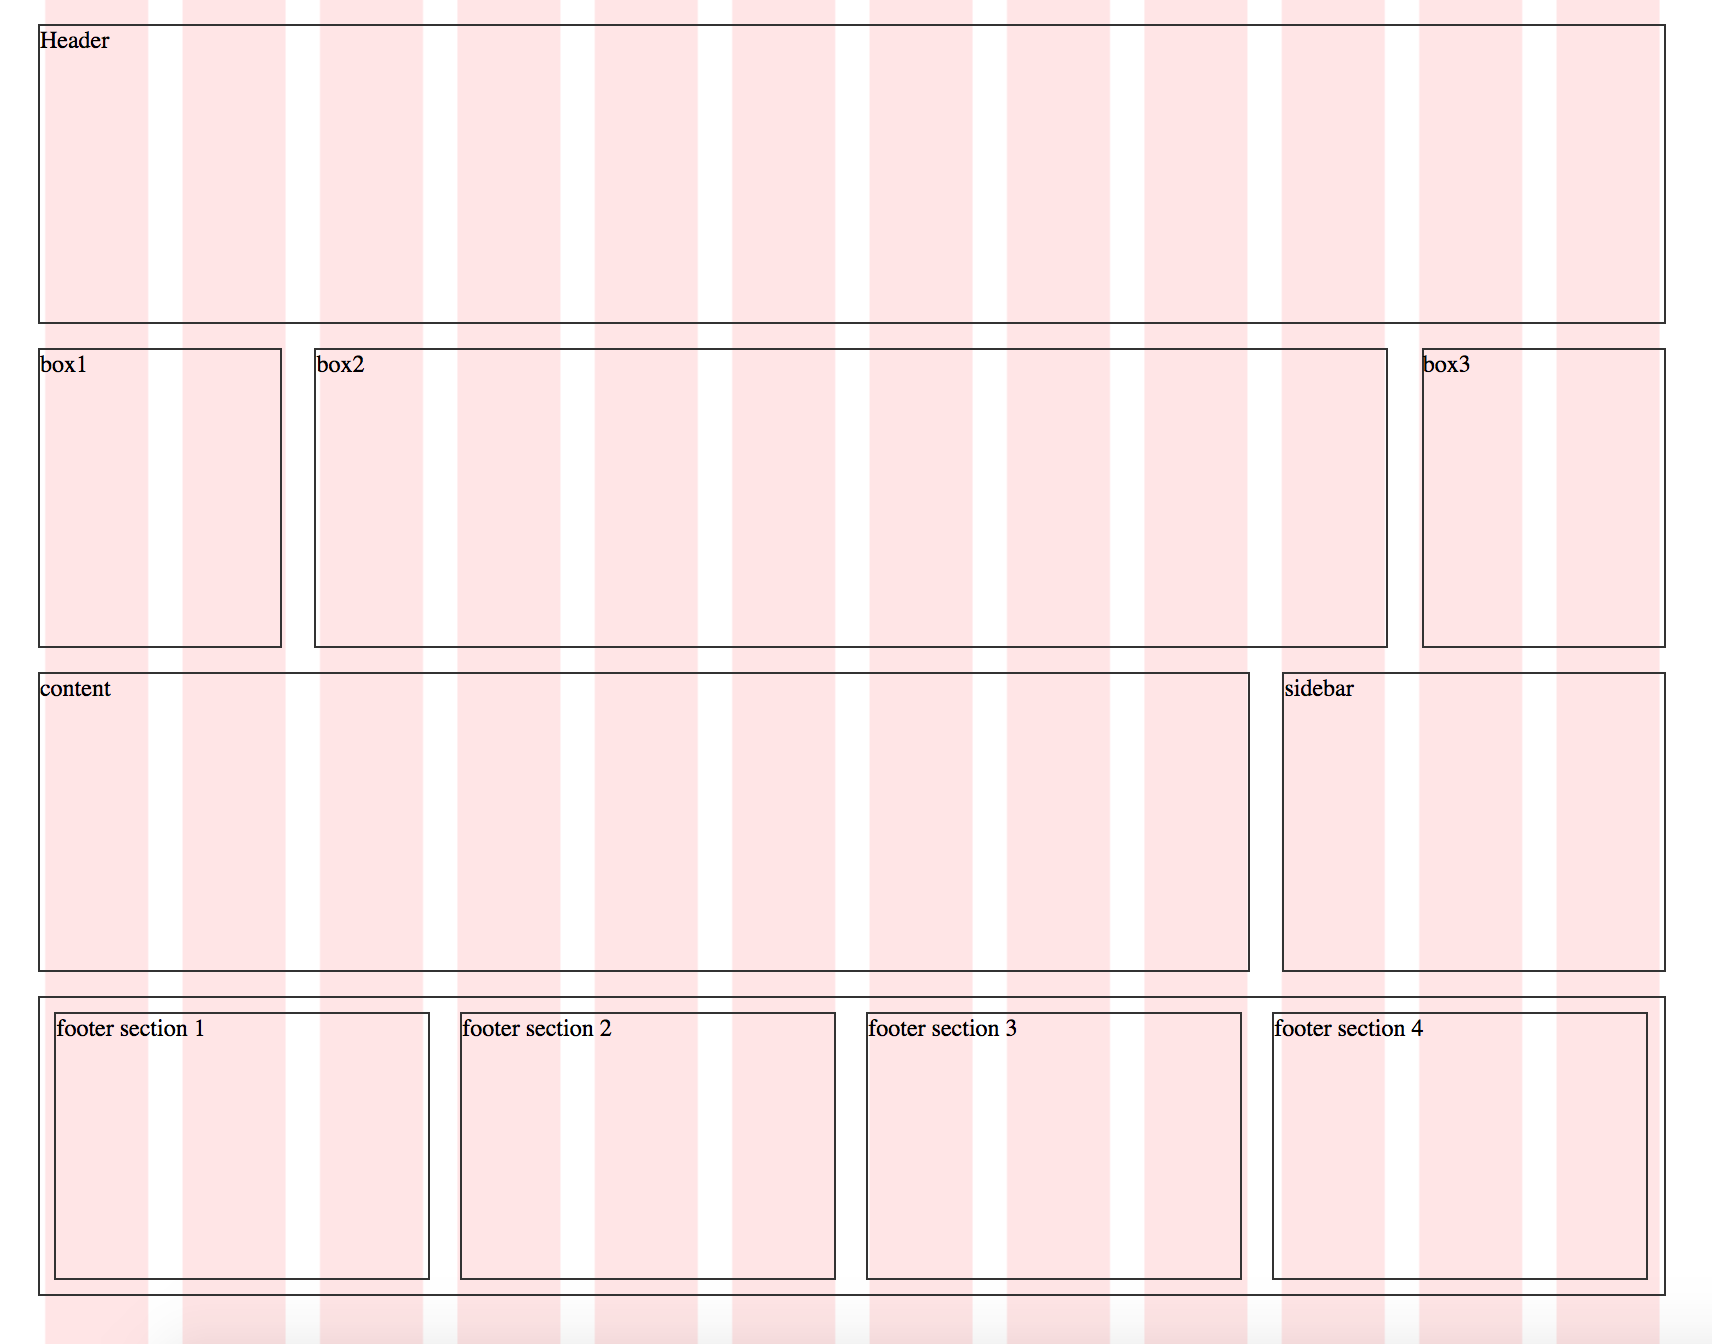 Header
box1
box2
box3
content
sidebar
footer section 1
footer section 2
footer section 3
footer section 4